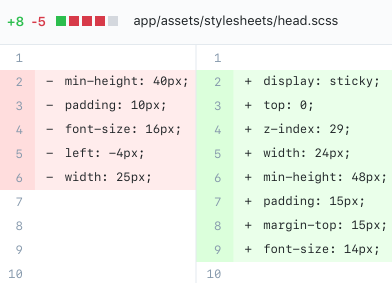 +8 -5 app/assets/stylesheets/head.scss
1 1
2 - min-height: 40px; 2 + display: sticky;
3 - padding: 10px; 3 + top: 0;
4 - font-size: 16px; 4 + z-index: 29;
5 - left: -4px; 5 + width: 24px;
6 - width: 25px; 6 + min-height: 48px;
7 7 + padding: 15px;
8 8 + margin-top: 15px;
9 9 + font-size: 14px;
10 10